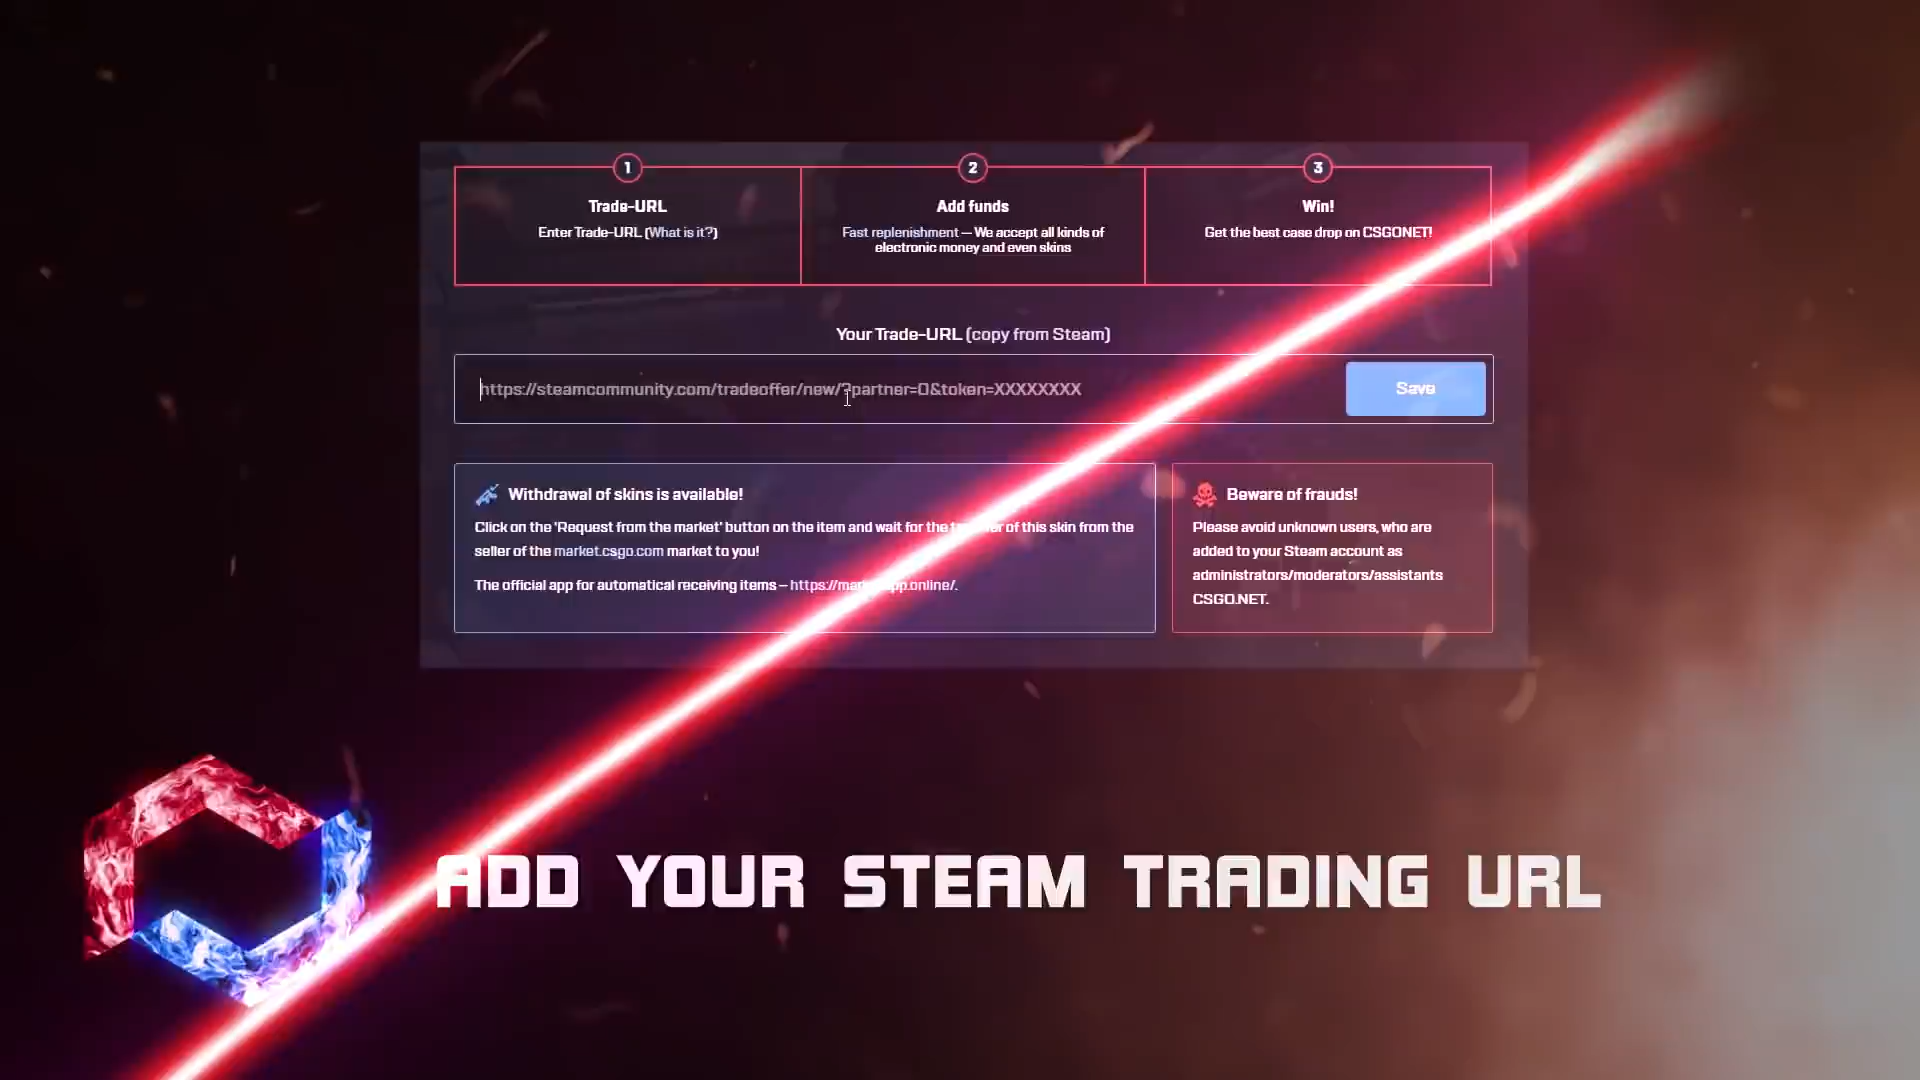 1
2
3
Trade-URL
Add funds
Win!
Enter Trade-URL (What is it?)
Fast replenishment — We accept all kinds of
electronic money and even skins
Get the best case drop on CSGONET!
Your Trade-URL (copy from Steam)
https://steamcommunity.com/tradeoffer/new/?partner=0&token=XXXXXXXX
Save
Withdrawal of skins is available!
Click on the 'Request from the market' button on the item and wait for the of this skin from the
seller of the market.csgo.com market to you!
The official app for automatical receiving items –
Beware of frauds!
Please avoid unknown users, who are
added to your Steam account as
administrators/moderators/assistants
CSGO.NET.
ADD YOUR STEAM TRADING URL